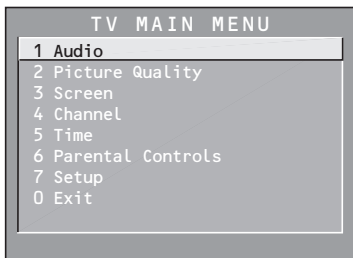 TV MAIN MENU
1 Audio
2 Picture Quality
3 Screen
4 Channel
5 Time
6 Parental Controls
7 Setup
0 Exit